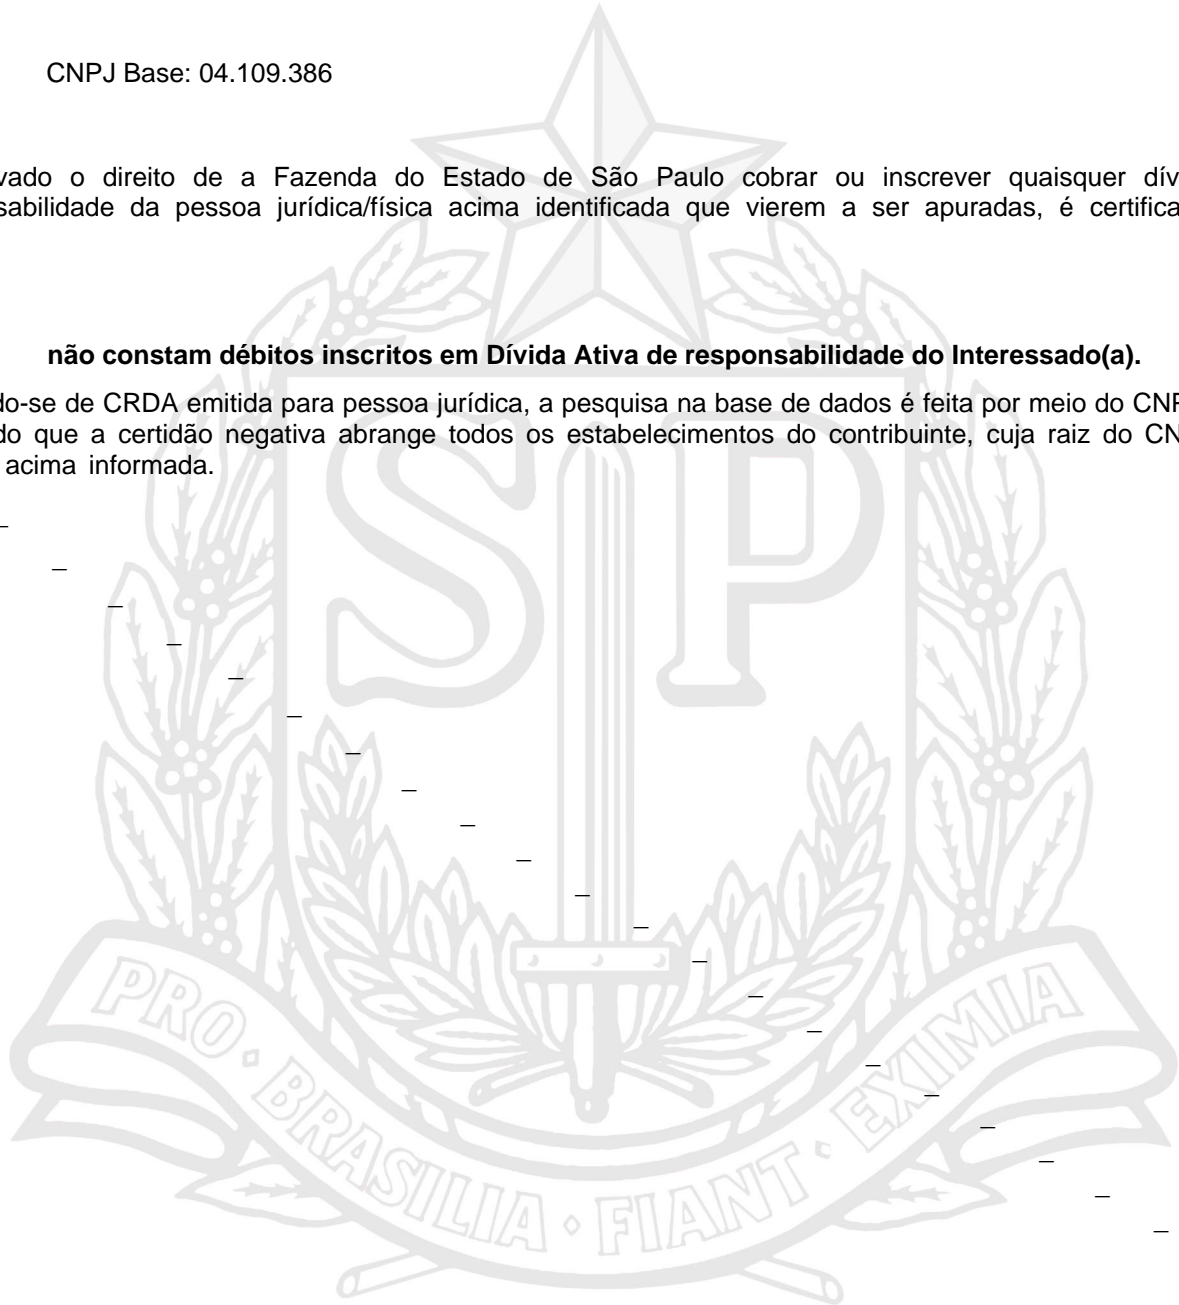 CNPJ Base: 04.109.386
vado o direito de a Fazenda do Estado de São Paulo cobrar ou inscrever quaisquer dív
sabilidade da pessoa jurídica/física acima identificada que vierem a ser apuradas, é certifica
não constam débitos inscritos em Dívida Ativa de responsabilidade do Interessado(a).
do-se de CRDA emitida para pessoa jurídica, a pesquisa na base de dados é feita por meio do CNP
do que a certidão negativa abrange todos os estabelecimentos do contribuinte, cuja raiz do CN
acima informada.
SP
PRO · BRASILIA · FIANT · EXIMIA